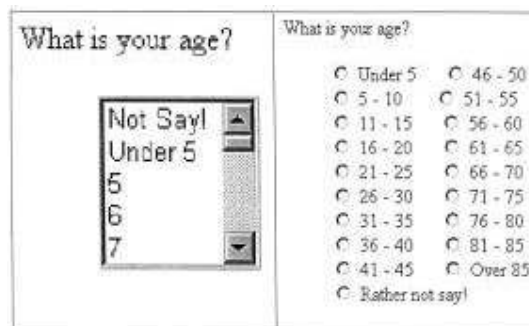 What is your age?
Not Say!
Under 5
5
6
7
What is your age?
Under 5 46 - 50
5 - 10 51 - 55
11 - 15 56 - 60
16 - 20 61 - 65
21 - 25 66 - 70
26 - 30 71 - 75
31 - 35 76 - 80
36 - 40 81 - 85
41 - 45 Over 85
Rather not say!